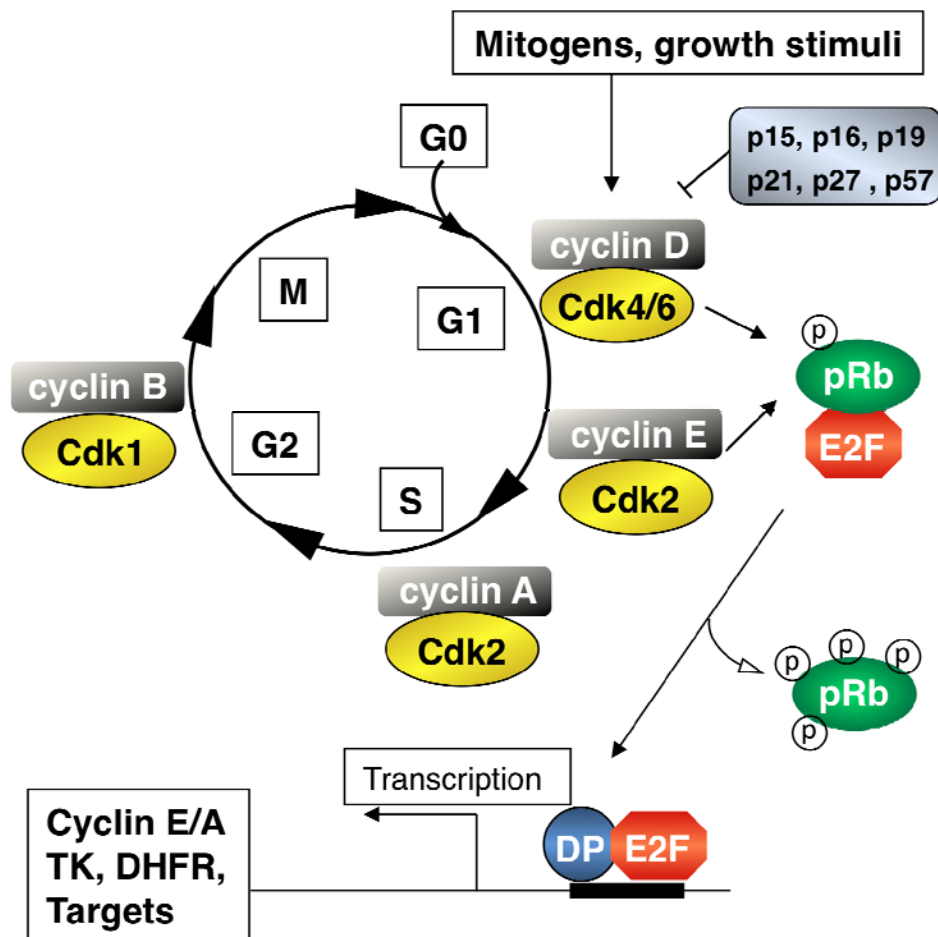 Mitogens, growth stimuli
G0
p15, p16, p19
p21, p27 , p57
cyclin D
Cdk4/6
M
G1
p
pRb
E2F
cyclin B
Cdk1
G2
S
cyclin E
Cdk2
cyclin A
Cdk2
p
p
p
pRb
p
Transcription
DP
E2F
Cyclin E/A
TK, DHFR,
Targets